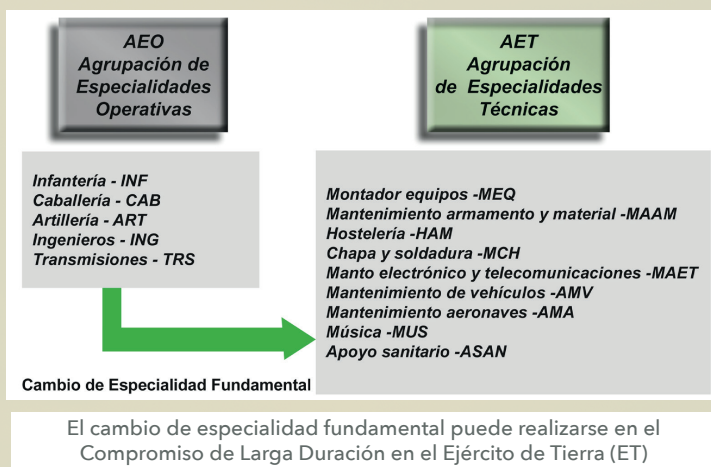 AEO
Agrupación de
Especialidades
Operativas
AET
Agrupación
de Especialidades
Técnicas
Infantería - INF
Caballería - CAB
Artillería - ART
Ingenieros - ING
Transmisiones - TRS
Montador equipos -MEQ
Mantenimiento armamento y material -MAAM
Hostelería -HAM
Chapa y soldadura -MCH
Manto electrónico y telecomunicaciones -MAET
Mantenimiento de vehículos -AMV
Mantenimiento aeronaves -AMA
Música -MUS
Apoyo sanitario -ASAN
Cambio de Especialidad Fundamental
El cambio de especialidad fundamental puede realizarse en el
Compromiso de Larga Duración en el Ejército de Tierra (ET)